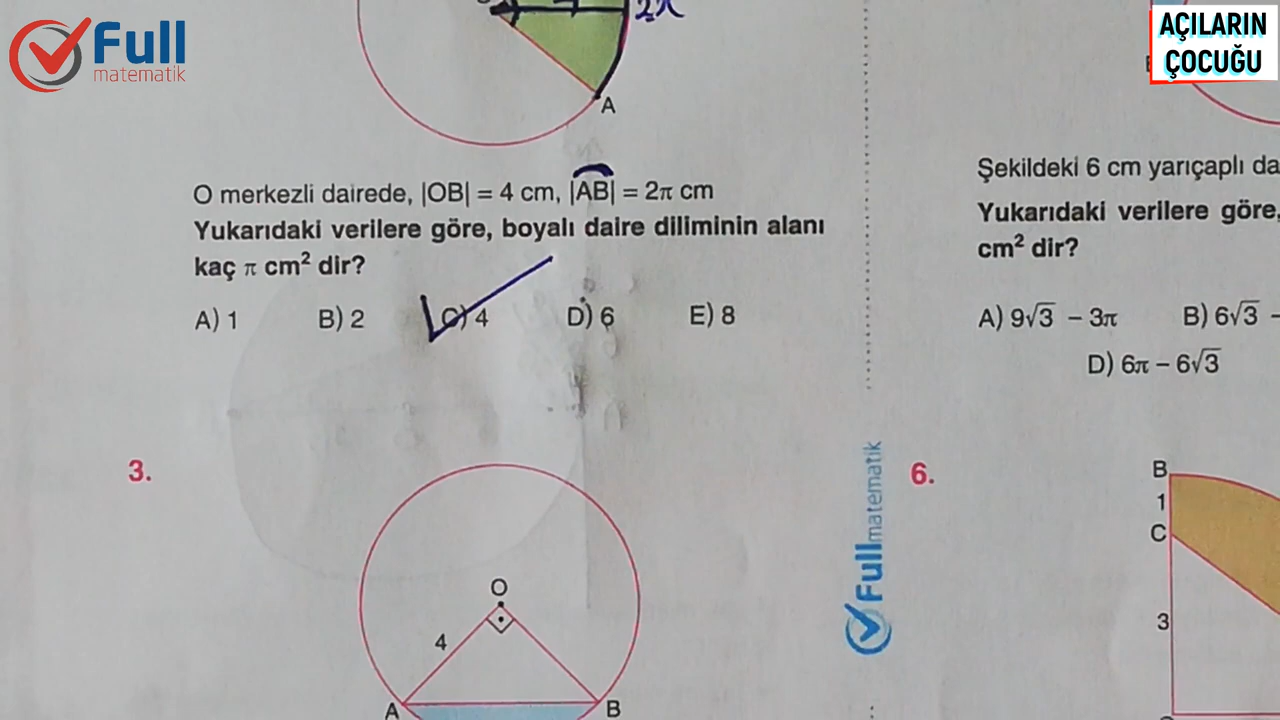 Full
matematik
AÇILARIN
ÇOCUĞU
2π
A
O merkezli dairede, |OB| = 4 cm, |AB| = 2π cm
Yukarıdaki verilere göre, boyalı daire diliminin alanı
kaç π cm² dir?
A) 1 B) 2 C) 4 D) 6 E) 8
3.
O
4
A B
Full matematik
Şekildeki 6 cm yarıçaplı da
Yukarıdaki verilere göre,
cm² dir?
A) 9√3 − 3π B) 6√3 −
D) 6π − 6√3
6.
B
1
C
3